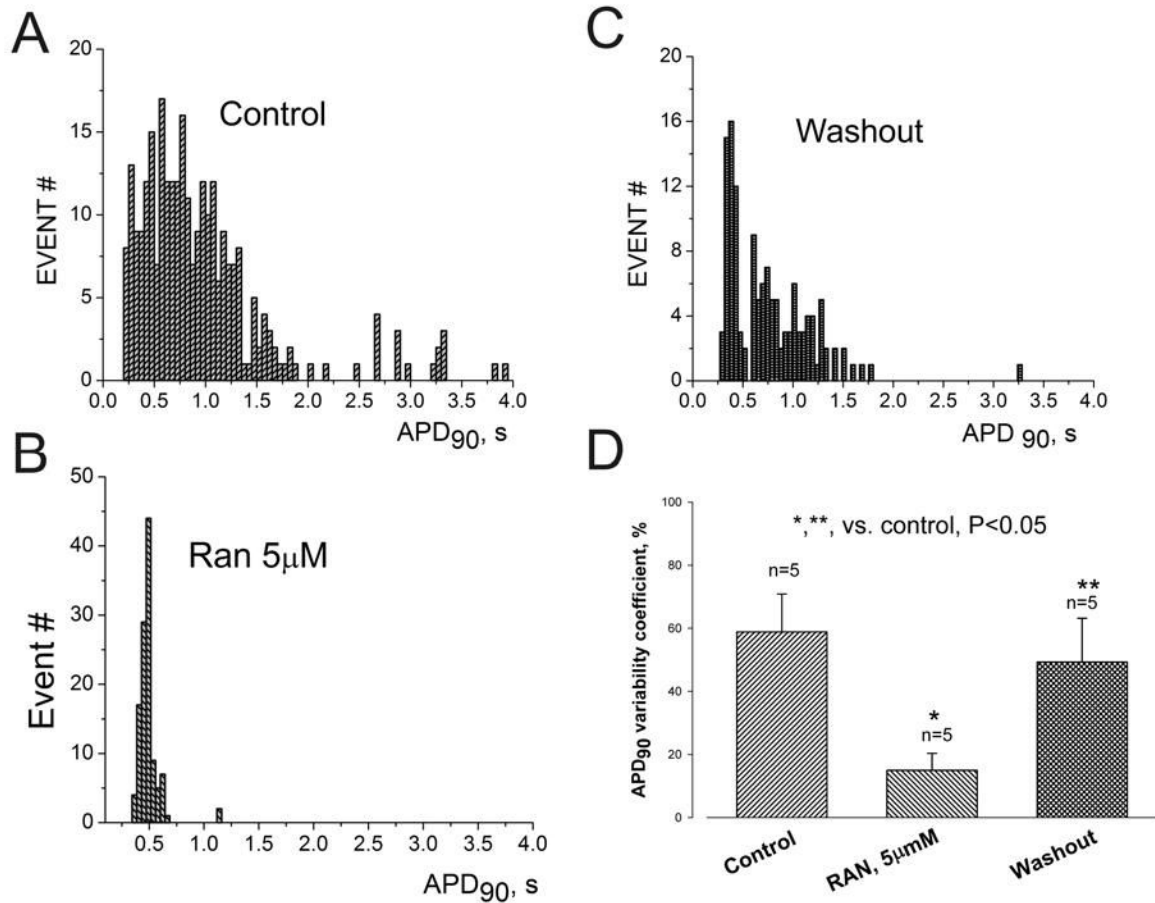 A
20
15
10
5
0
EVENT #
Control
0.0 0.5 1.0 1.5 2.0 2.5 3.0 3.5 4.0
APD90, s
C
20
16
12
8
4
0
EVENT #
Washout
0.0 0.5 1.0 1.5 2.0 2.5 3.0 3.5 4.0
APD 90, s
B
50
40
30
20
10
0
Event #
Ran 5μM
0.5 1.0 1.5 2.0 2.5 3.0 3.5 4.0
APD90, s
D
100
80
60
40
20
0
APD90 variability coefficient, %
*,**, vs. control, P<0.05
n=5
*
n=5
**
n=5
Control
RAN, 5μmM
Washout